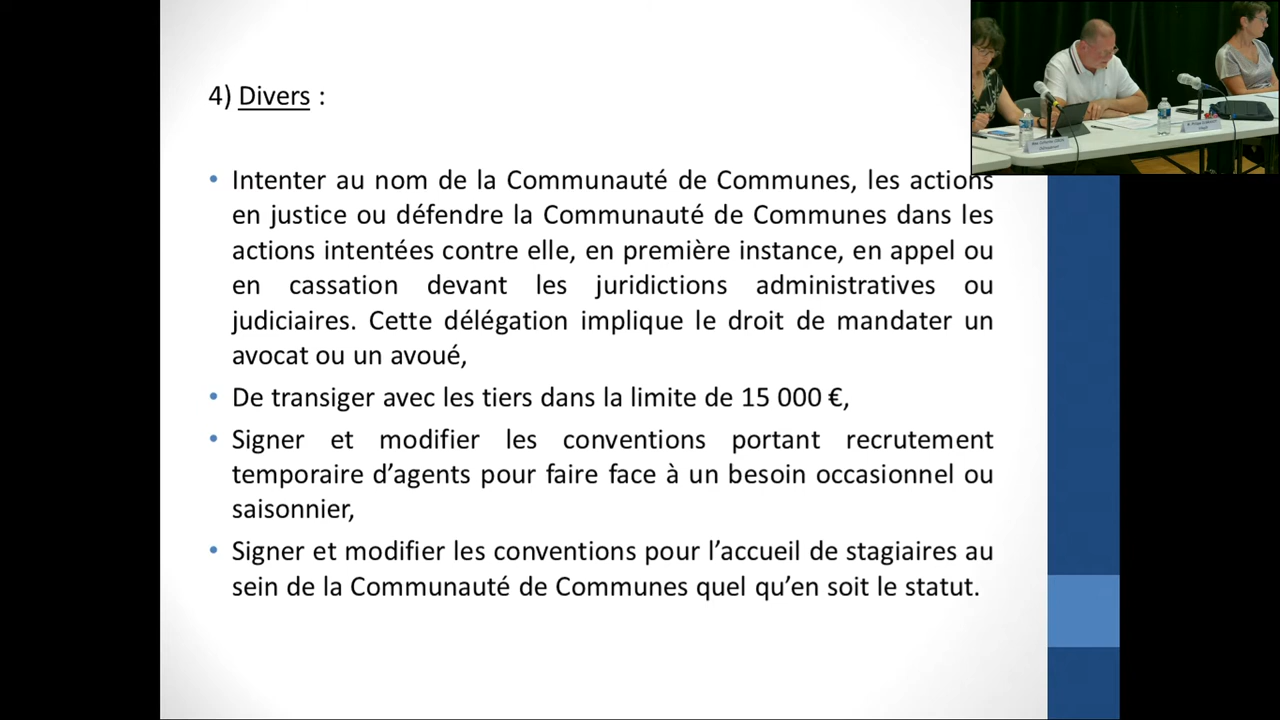 4) Divers :
• Intenter au nom de la Communauté de Communes, les actions
en justice ou défendre la Communauté de Communes dans les
actions intentées contre elle, en première instance, en appel ou
en cassation devant les juridictions administratives ou
judiciaires. Cette délégation implique le droit de mandater un
avocat ou un avoué,
• De transiger avec les tiers dans la limite de 15 000 €,
• Signer et modifier les conventions portant recrutement
temporaire d’agents pour faire face à un besoin occasionnel ou
saisonnier,
• Signer et modifier les conventions pour l’accueil de stagiaires au
sein de la Communauté de Communes quel qu’en soit le statut.